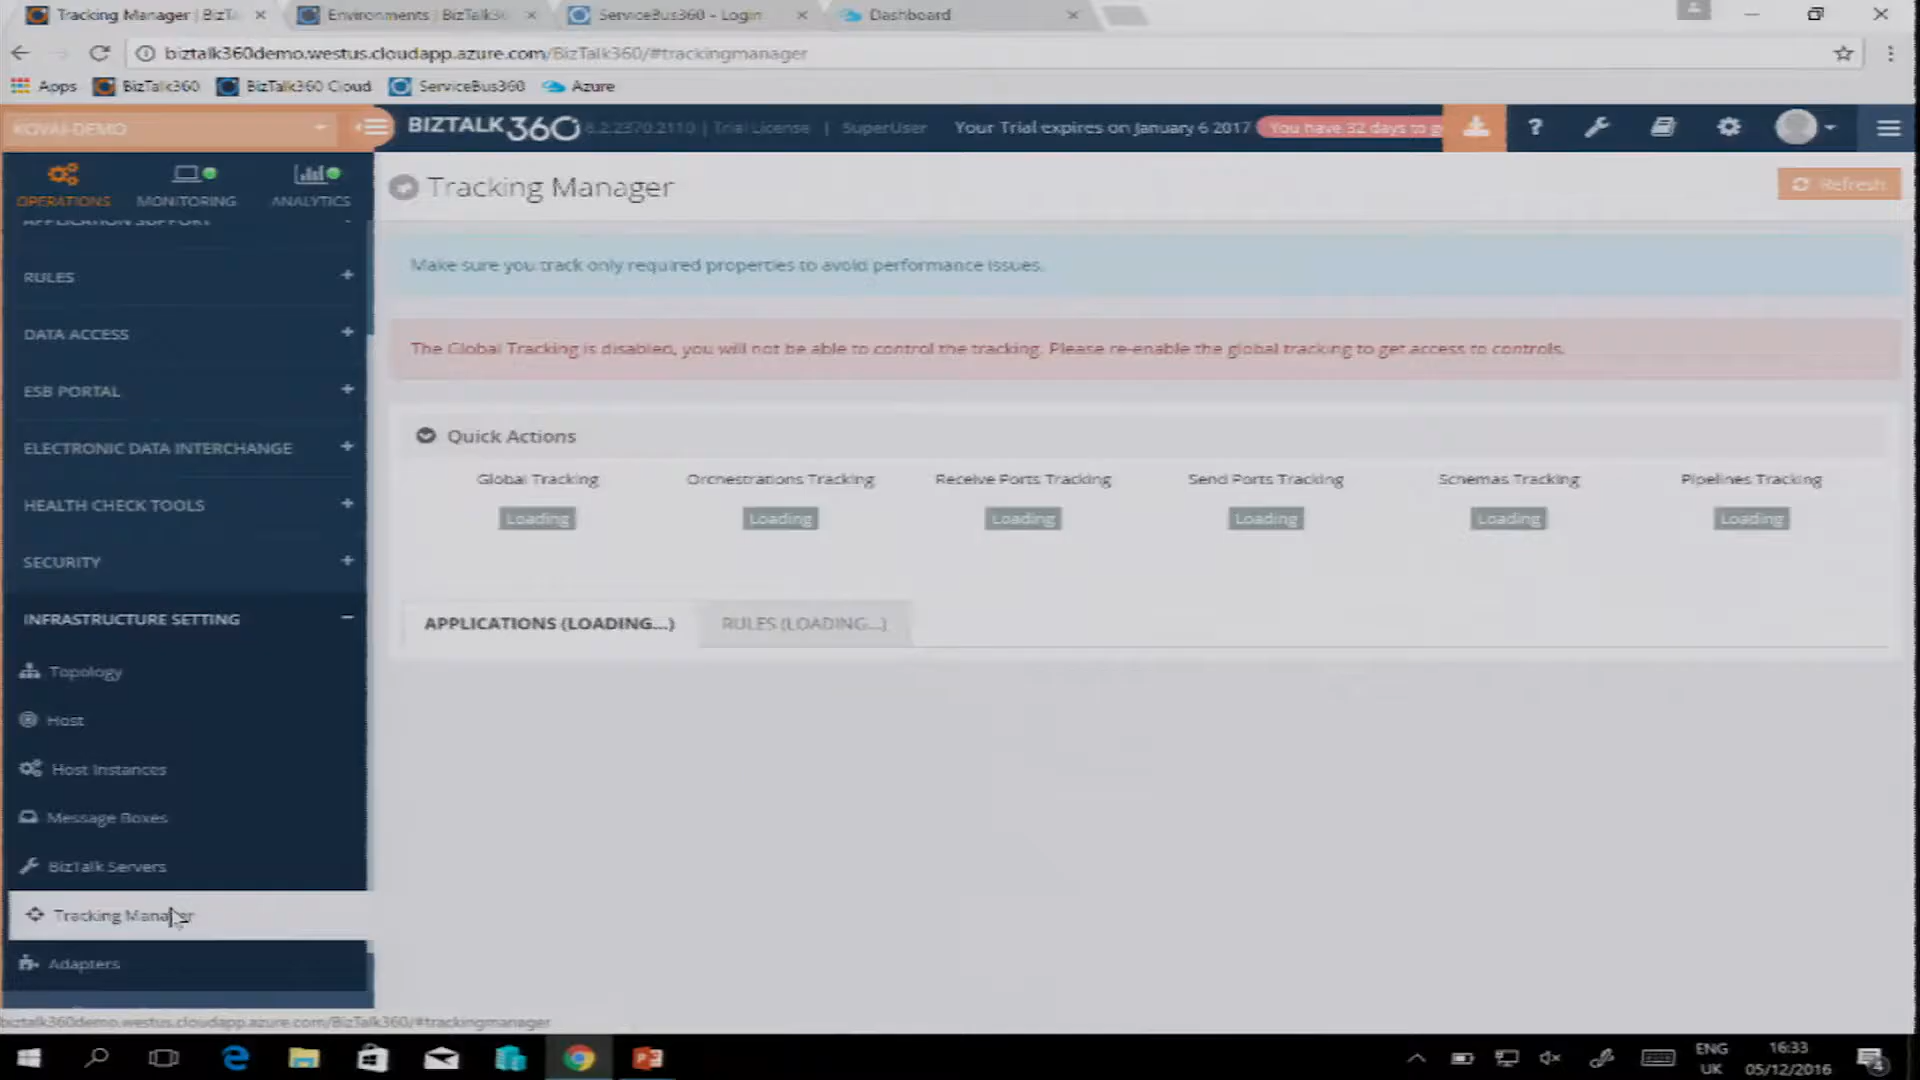 Tracking Manager | BizT
Environments | BizTalk3
ServiceBus360 - Login
Dashboard
biztalk360demo.westus.cloudapp.azure.com/BizTalk360/#trackingmanager
Apps
BizTalk360
BizTalk360 Cloud
ServiceBus360
Azure
KOVAI-DEMO
BIZTALK360
8.2.2370.2110 | Trial License | SuperUser
Your Trial expires on January 6 2017
You have 32 days to g
OPERATIONS
MONITORING
ANALYTICS
Tracking Manager
Refresh
APPLICATION SUPPORT
RULES
DATA ACCESS
ESB PORTAL
ELECTRONIC DATA INTERCHANGE
HEALTH CHECK TOOLS
SECURITY
INFRASTRUCTURE SETTING
Topology
Host
Host Instances
Message Boxes
BizTalk Servers
Tracking Manager
Adapters
Make sure you track only required properties to avoid performance issues.
The Global Tracking is disabled, you will not be able to control the tracking. Please re-enable the global tracking to get access to controls.
Quick Actions
Global Tracking
Orchestrations Tracking
Receive Ports Tracking
Send Ports Tracking
Schemas Tracking
Pipelines Tracking
Loading
Loading
Loading
Loading
Loading
Loading
APPLICATIONS (LOADING...)
RULES (LOADING...)
biztalk360demo.westus.cloudapp.azure.com/BizTalk360/#trackingmanager
ENG
UK
16:33
05/12/2016
4